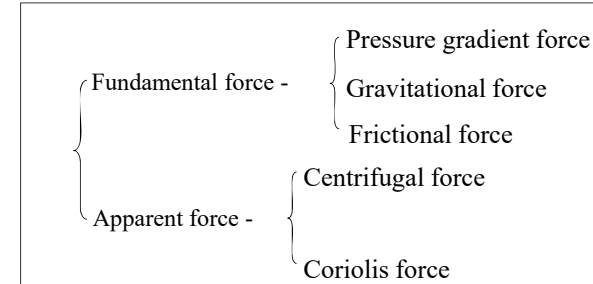 Pressure gradient force
Fundamental force -
Gravitational force
Frictional force
Centrifugal force
Apparent force -
Coriolis force